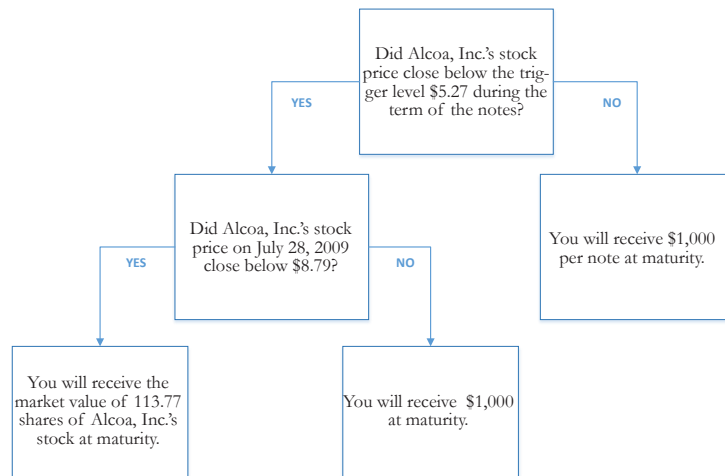 Did Alcoa, Inc.'s stock
price close below the trig-
ger level $5.27 during the
term of the notes?
YES
NO
Did Alcoa, Inc.'s stock
price on July 28, 2009
close below $8.79?
You will receive $1,000
per note at maturity.
YES
NO
You will receive the
market value of 113.77
shares of Alcoa, Inc.'s
stock at maturity.
You will receive $1,000
at maturity.